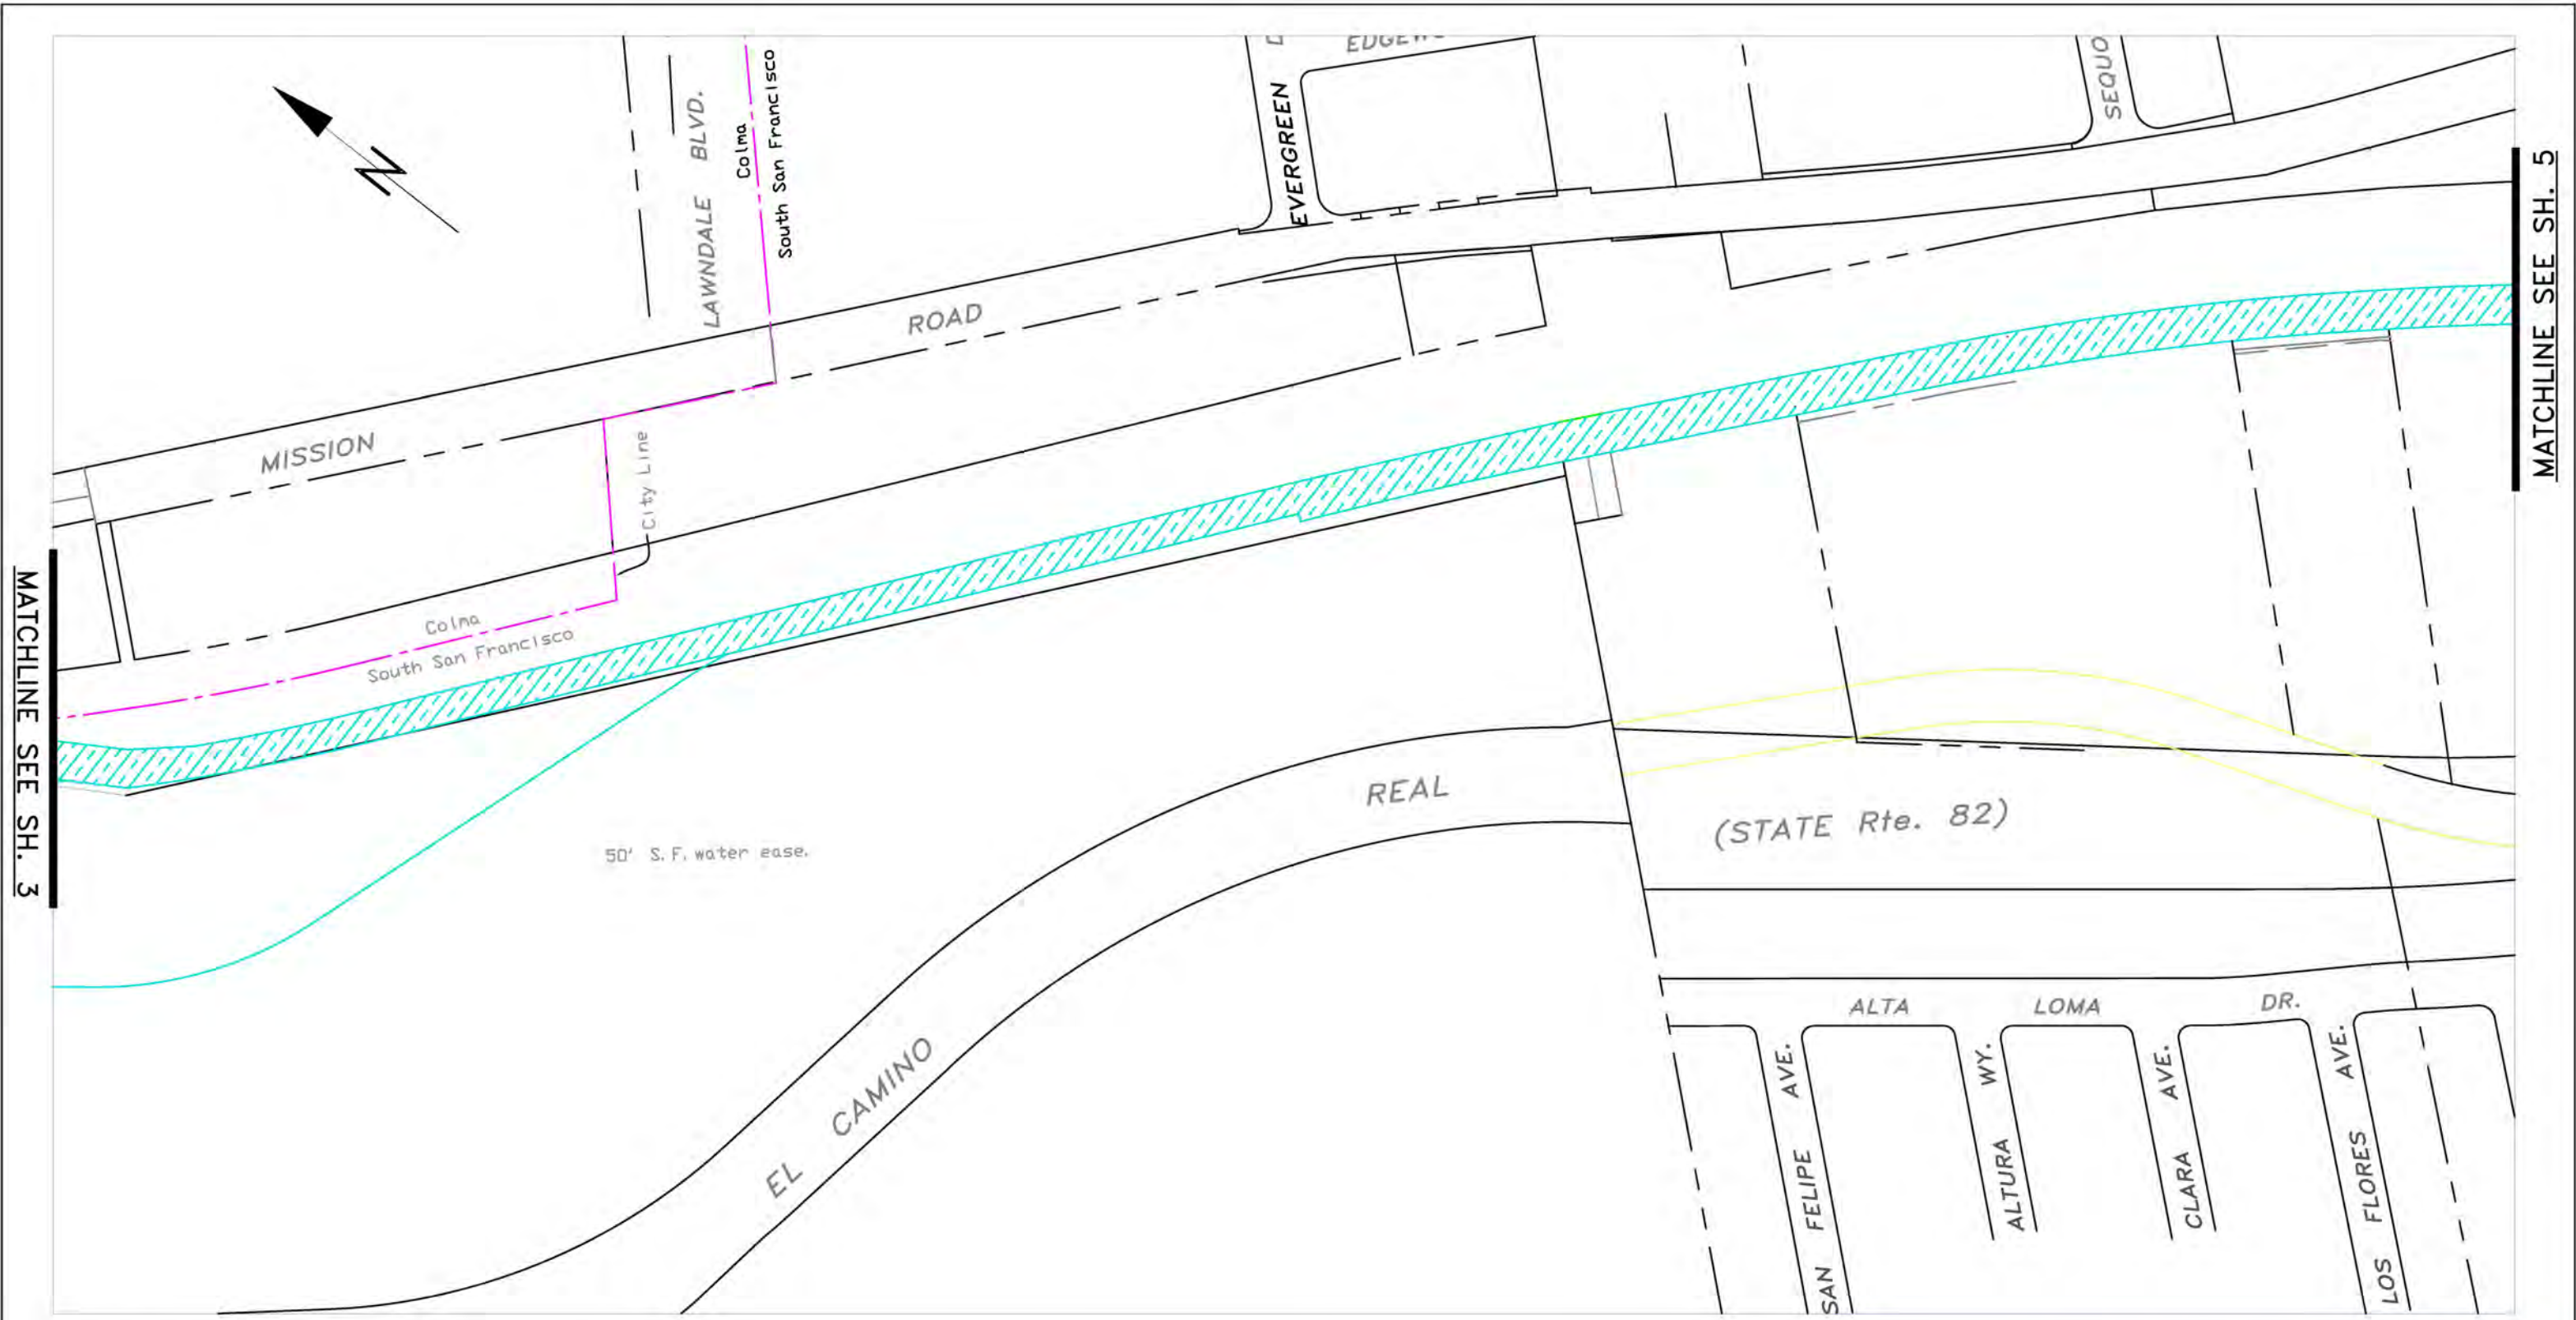 EVERGREEN
LAWNDALE BLVD.
Colma
South San Francisco
MATCHLINE SEE SH. 5
N
ROAD
MISSION
City Line
Colma
South San Francisco
MATCHLINE SEE SH. 3
50' S.F. water ease.
REAL
(STATE Rte. 82)
EL CAMINO
ALTA LOMA DR.
SAN FELIPE AVE.
ALTURA WY.
CLARA AVE.
LOS FLORES AVE.
SEQUO